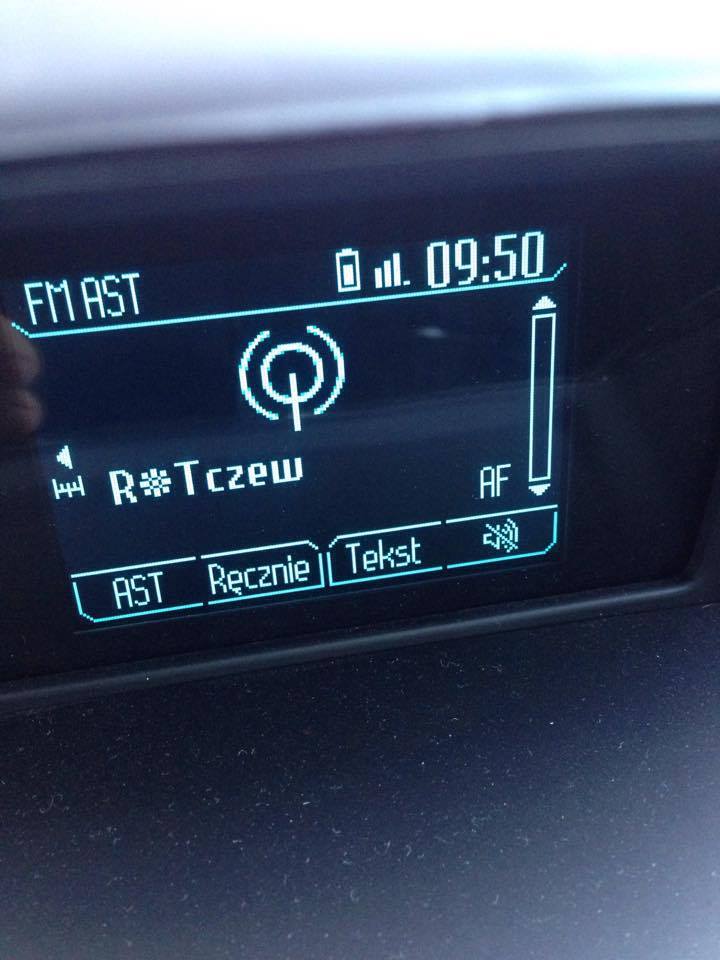 FM AST 09:50
R*Tczew
AF
AST Ręcznie Tekst